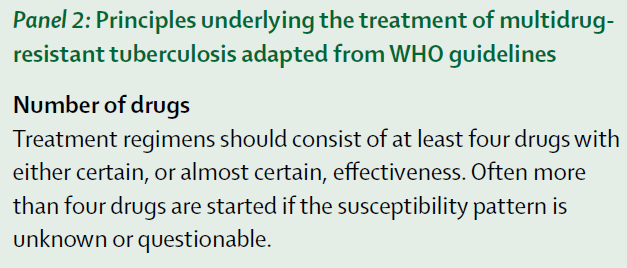 Panel 2: Principles underlying the treatment of multidrug-
resistant tuberculosis adapted from WHO guidelines
Number of drugs
Treatment regimens should consist of at least four drugs with
either certain, or almost certain, effectiveness. Often more
than four drugs are started if the susceptibility pattern is
unknown or questionable.